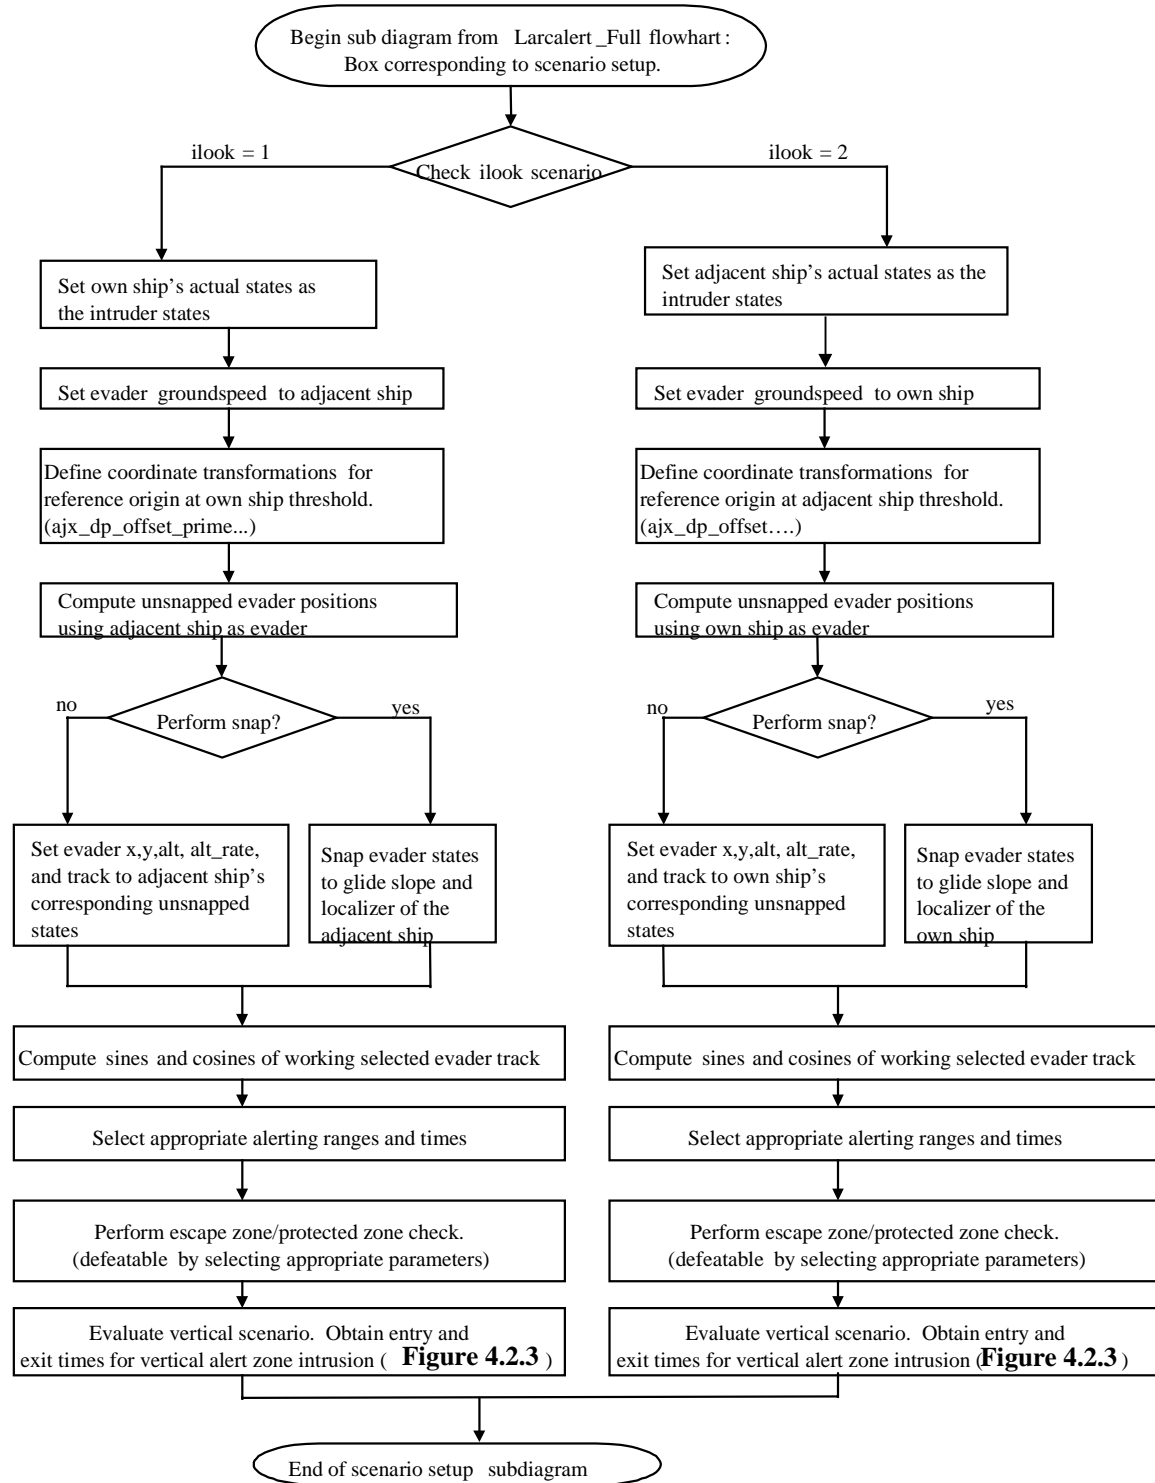 Begin sub diagram from Larcalert_Full flowhart:
Box corresponding to scenario setup.
ilook = 1
ilook = 2
Check ilook scenario
Set own ship's actual states as
the intruder states
Set evader groundspeed to adjacent ship
Define coordinate transformations for
reference origin at own ship threshold.
(ajx_dp_offset_prime...)
Compute unsnapped evader positions
using adjacent ship as evader
no
yes
Perform snap?
Set evader x,y,alt, alt_rate,
and track to adjacent ship's
corresponding unsnapped
states
Snap evader states
to glide slope and
localizer of the
adjacent ship
Compute sines and cosines of working selected evader track
Select appropriate alerting ranges and times
Perform escape zone/protected zone check.
(defeatable by selecting appropriate parameters)
Evaluate vertical scenario. Obtain entry and
exit times for vertical alert zone intrusion ( Figure 4.2.3 )
Set adjacent ship's actual states as the
intruder states
Set evader groundspeed to own ship
Define coordinate transformations for
reference origin at adjacent ship threshold.
(ajx_dp_offset….)
Compute unsnapped evader positions
using own ship as evader
no
yes
Perform snap?
Set evader x,y,alt, alt_rate,
and track to own ship's
corresponding unsnapped
states
Snap evader states
to glide slope and
localizer of the
own ship
Compute sines and cosines of working selected evader track
Select appropriate alerting ranges and times
Perform escape zone/protected zone check.
(defeatable by selecting appropriate parameters)
Evaluate vertical scenario. Obtain entry and
exit times for vertical alert zone intrusion (Figure 4.2.3 )
End of scenario setup subdiagram